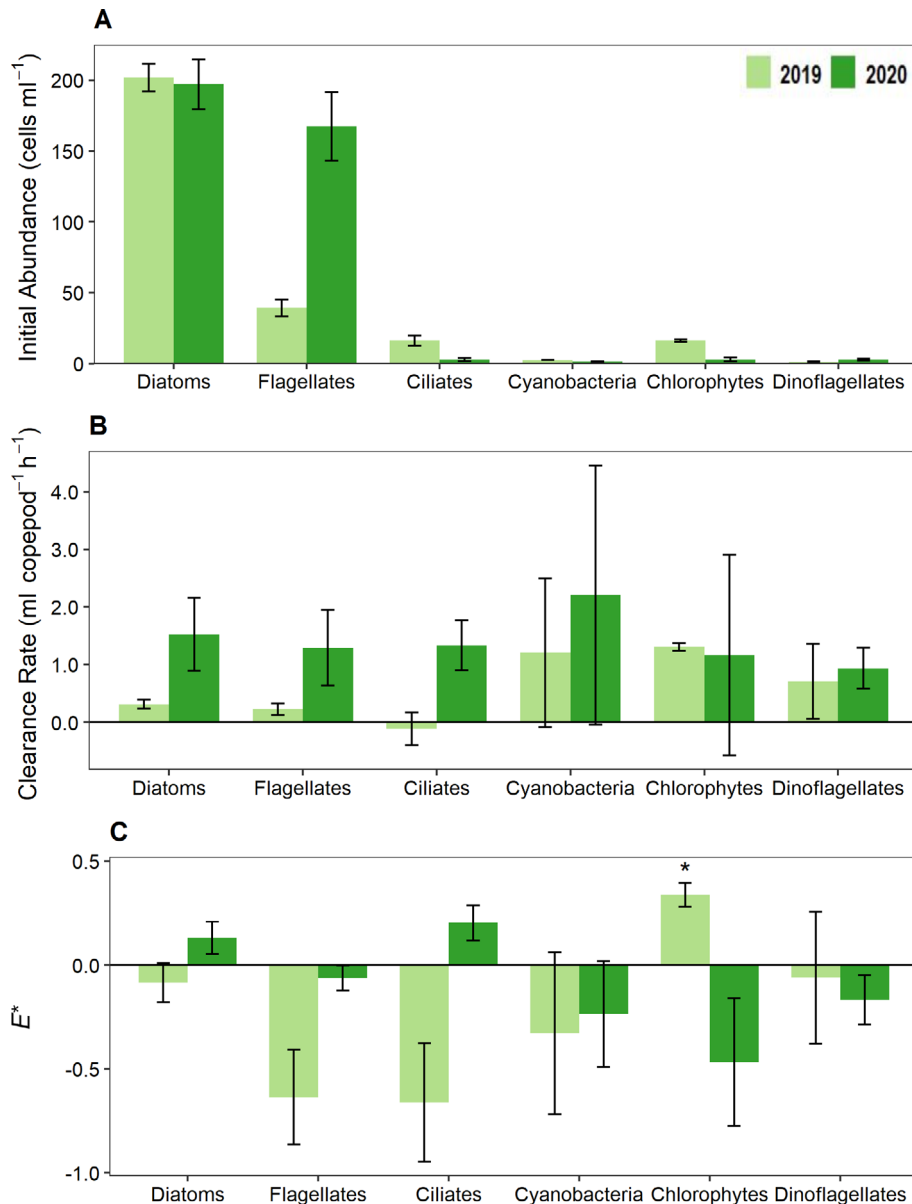 A
Initial Abundance (cells ml⁻¹)
200
150
100
50
0
2019 2020
Diatoms Flagellates Ciliates Cyanobacteria Chlorophytes Dinoflagellates
B
Clearance Rate (ml copepod⁻¹ h⁻¹)
4.0
3.0
2.0
1.0
0.0
Diatoms Flagellates Ciliates Cyanobacteria Chlorophytes Dinoflagellates
C
E*
0.5
0.0
-0.5
-1.0
*
Diatoms Flagellates Ciliates Cyanobacteria Chlorophytes Dinoflagellates